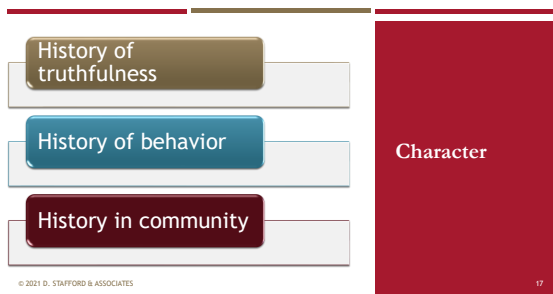 History of
truthfulness
History of behavior
History in community
Character
© 2021 D. STAFFORD & ASSOCIATES
17